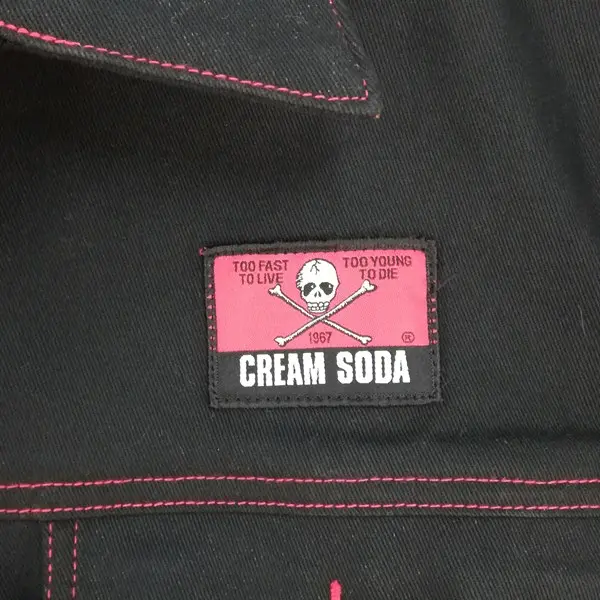 TOO FAST TOO YOUNG
TO LIVE TO DIE
1967 ®
CREAM SODA